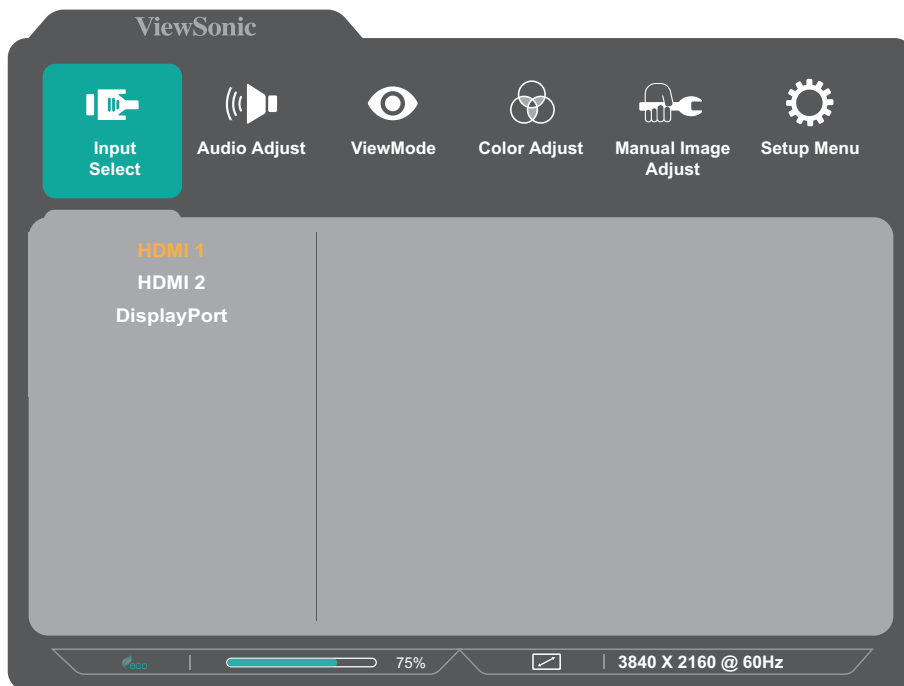 ViewSonic
Input
Select
Audio Adjust
ViewMode
Color Adjust
Manual Image
Adjust
Setup Menu
HDMI 1
HDMI 2
DisplayPort
eco
75%
3840 X 2160 @ 60Hz